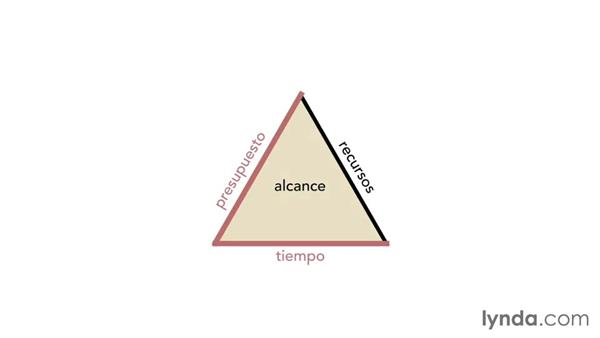 presupuesto
recursos
alcance
tiempo
lynda.com